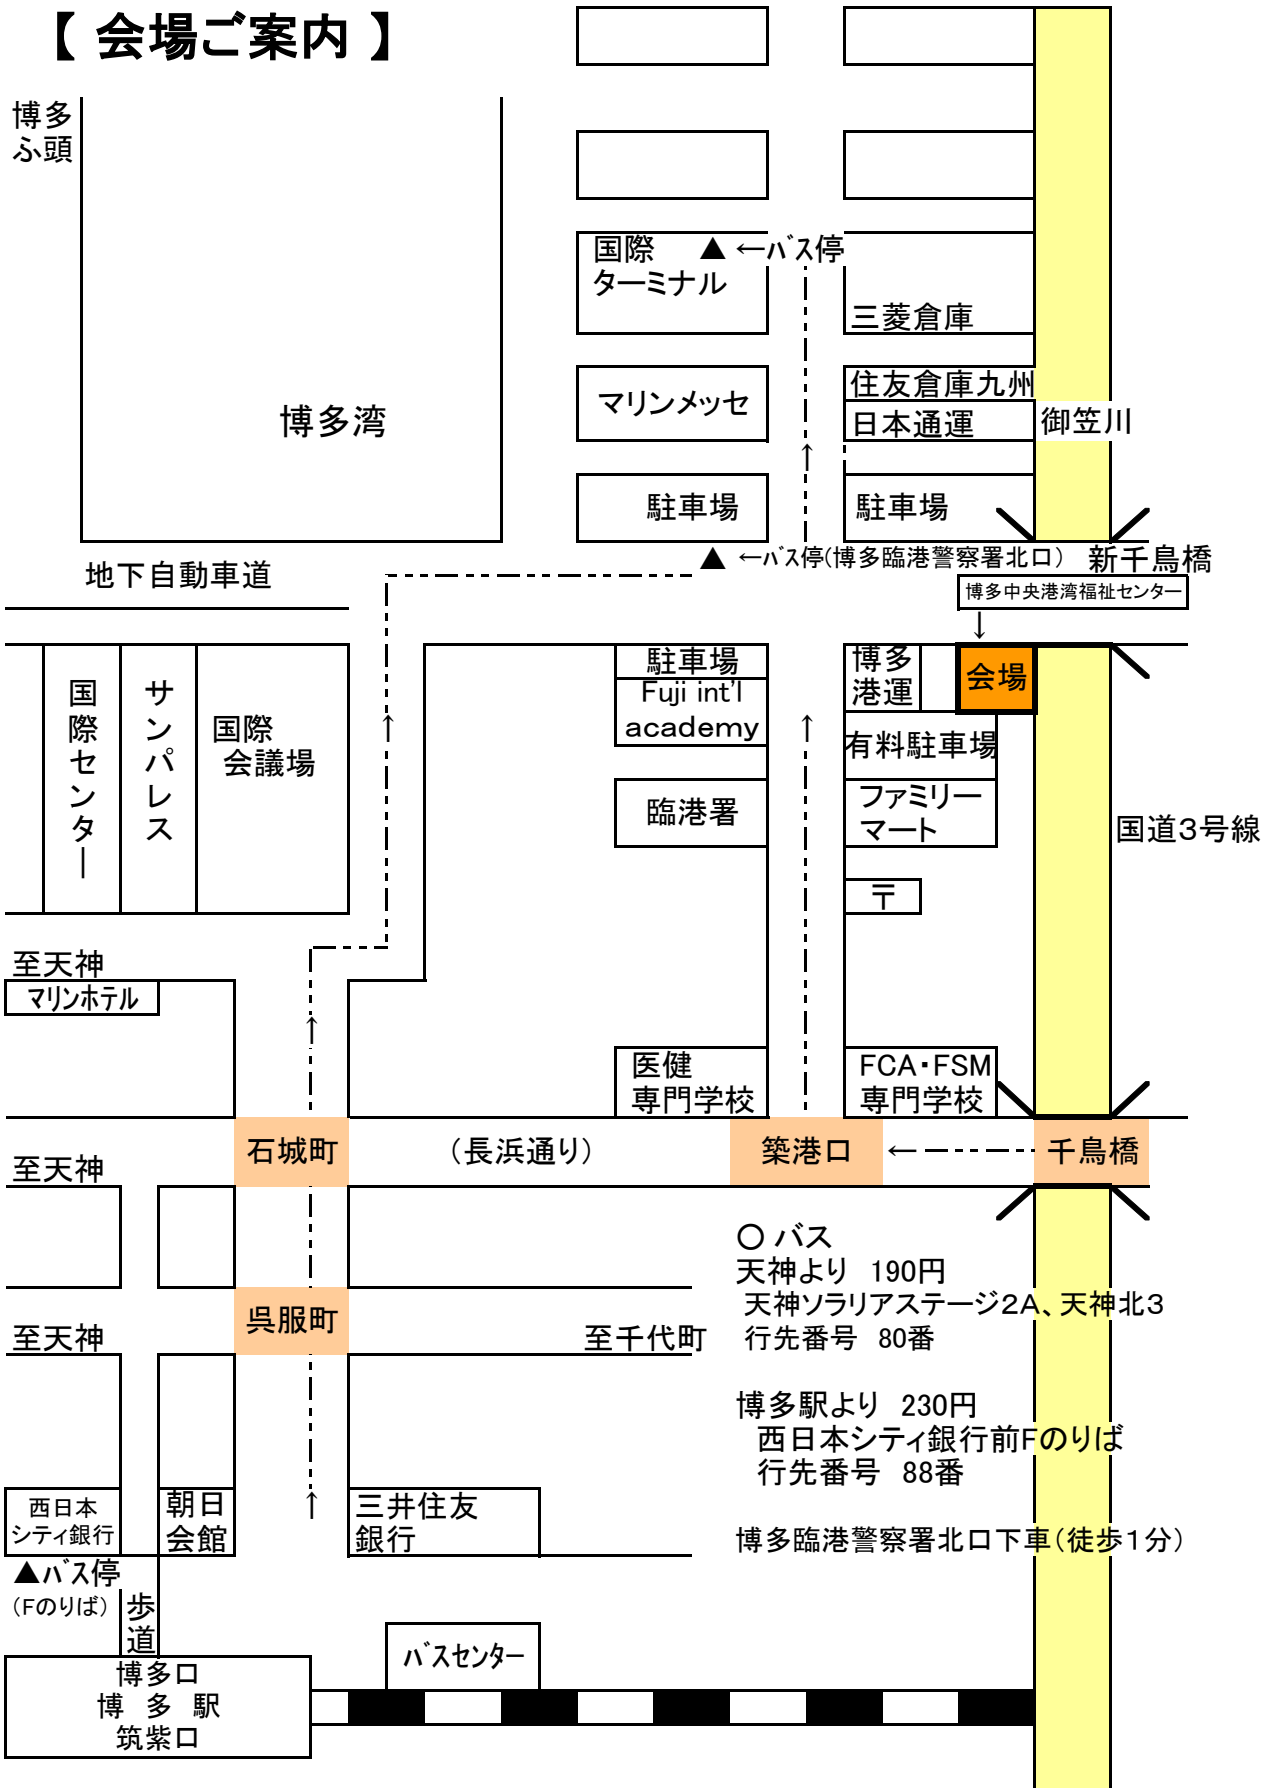 【 会場ご案内 】
博多
ふ頭
博多湾
国際
ターミナル
▲ ←バス停
三菱倉庫
マリンメッセ
住友倉庫九州
日本通運
御笠川
↑
駐車場
駐車場
▲ ←バス停(博多臨港警察署北口)
新千鳥橋
地下自動車道
博多中央港湾福祉センター
↓
国際センター
サンパレス
国際
会議場
↑
駐車場
Fuji int'l
academy
↑
博多
港運
会場
有料駐車場
臨港署
ファミリー
マート
国道3号線
〒
至天神
マリンホテル
↑
医健
専門学校
FCA・FSM
専門学校
至天神
石城町
(長浜通り)
築港口
←
千鳥橋
至天神
呉服町
至千代町
○ バス
天神より 190円
天神ソラリアステージ2A、天神北3
行先番号 80番
博多駅より 230円
西日本シティ銀行前Fのりば
行先番号 88番
博多臨港警察署北口下車(徒歩1分)
西日本
シティ銀行
朝日
会館
↑
三井住友
銀行
▲バス停
(Fのりば)
歩道
バスセンター
博多口
博 多 駅
筑紫口